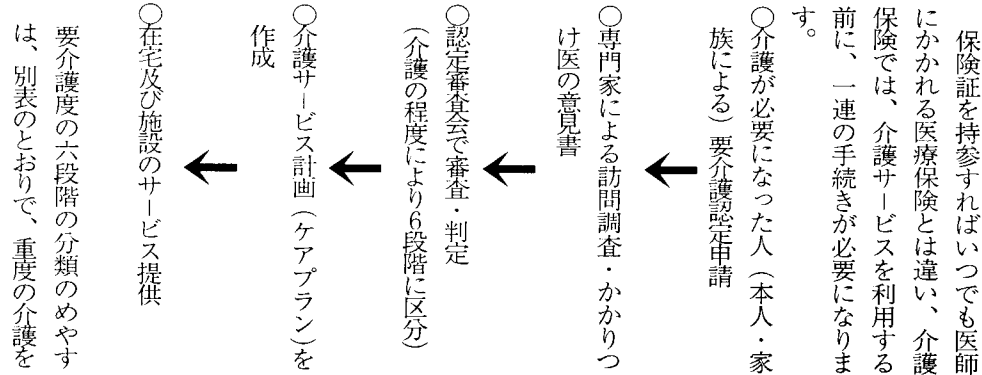 保険証を持参すればいつでも医師
にかかれる医療保険とは違い、介護
保険では、介護サービスを利用する
前に、一連の手続きが必要になりま
す。
○介護が必要になった人（本人・家
族による）要介護認定申請
○専門家による訪問調査・かかりつ
け医の意見書
○認定審査会で審査・判定
（介護の程度により6段階に区分）
○介護サービス計画（ケアプラン）を
作成
○在宅及び施設のサービス提供
要介護度の六段階の分類のめやす
は、別表のとおりで、重度の介護を